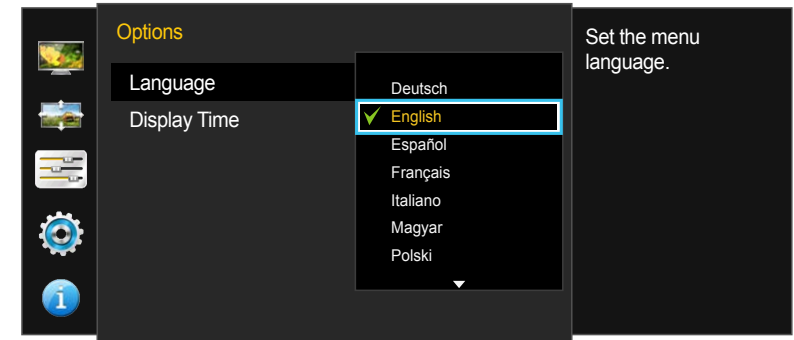 Options
Language
Display Time
Deutsch
English
Español
Français
Italiano
Magyar
Polski
Set the menu
language.